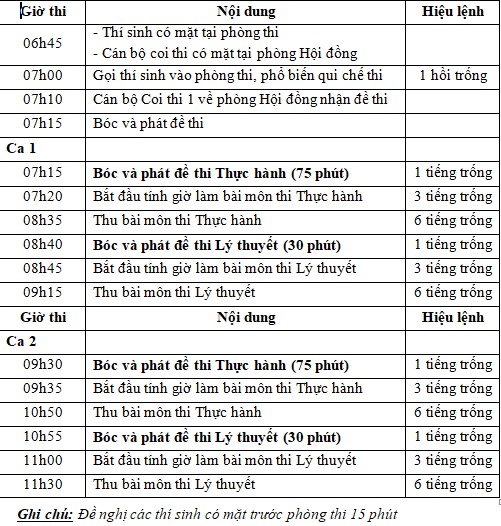 Giờ thi Nội dung Hiệu lệnh
06h45 - Thí sinh có mặt tại phòng thi
- Cán bộ coi thi có mặt tại phòng Hội đồng
07h00 Gọi thí sinh vào phòng thi, phổ biến qui chế thi 1 hồi trống
07h10 Cán bộ Coi thi 1 về phòng Hội đồng nhận đề thi
07h15 Bóc và phát đề thi
Ca 1
07h15 Bóc và phát đề thi Thực hành (75 phút) 1 tiếng trống
07h20 Bắt đầu tính giờ làm bài môn thi Thực hành 3 tiếng trống
08h35 Thu bài môn thi Thực hành 6 tiếng trống
08h40 Bóc và phát đề thi Lý thuyết (30 phút) 1 tiếng trống
08h45 Bắt đầu tính giờ làm bài môn thi Lý thuyết 3 tiếng trống
09h15 Thu bài môn thi Lý thuyết 6 tiếng trống
Giờ thi Nội dung Hiệu lệnh
Ca 2
09h30 Bóc và phát đề thi Thực hành (75 phút) 1 tiếng trống
09h35 Bắt đầu tính giờ làm bài môn thi Thực hành 3 tiếng trống
10h50 Thu bài môn thi Thực hành 6 tiếng trống
10h55 Bóc và phát đề thi Lý thuyết (30 phút) 1 tiếng trống
11h00 Bắt đầu tính giờ làm bài môn thi Lý thuyết 3 tiếng trống
11h30 Thu bài môn thi Lý thuyết 6 tiếng trống
Ghi chú: Đề nghị các thí sinh có mặt trước phòng thi 15 phút